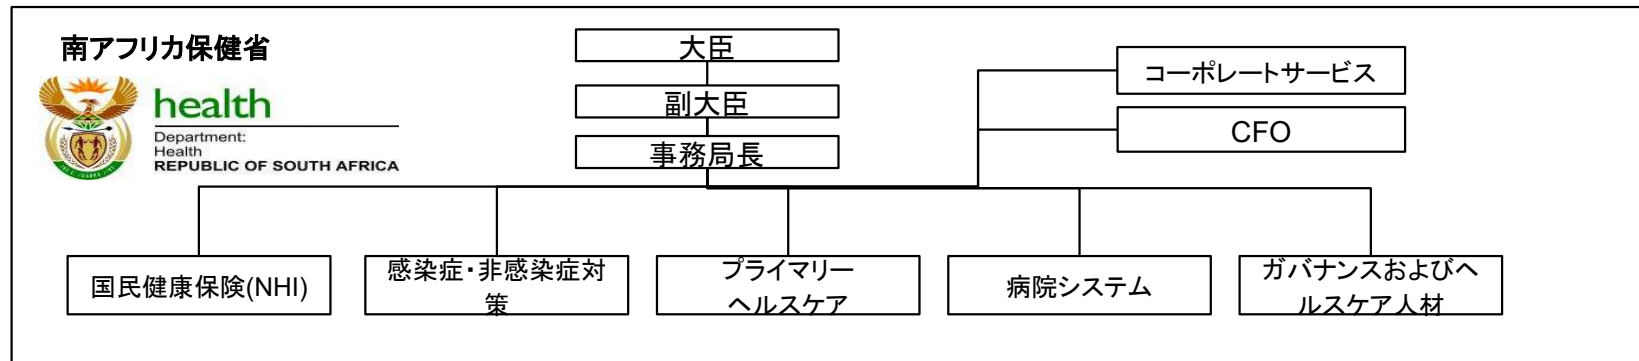 南アフリカ保健省
health
Department:
Health
REPUBLIC OF SOUTH AFRICA
大臣
副大臣
事務局長
コーポレートサービス
CFO
国民健康保険(NHI)
感染症・非感染症対
策
プライマリー
ヘルスケア
病院システム
ガバナンスおよびヘ
ルスケア人材